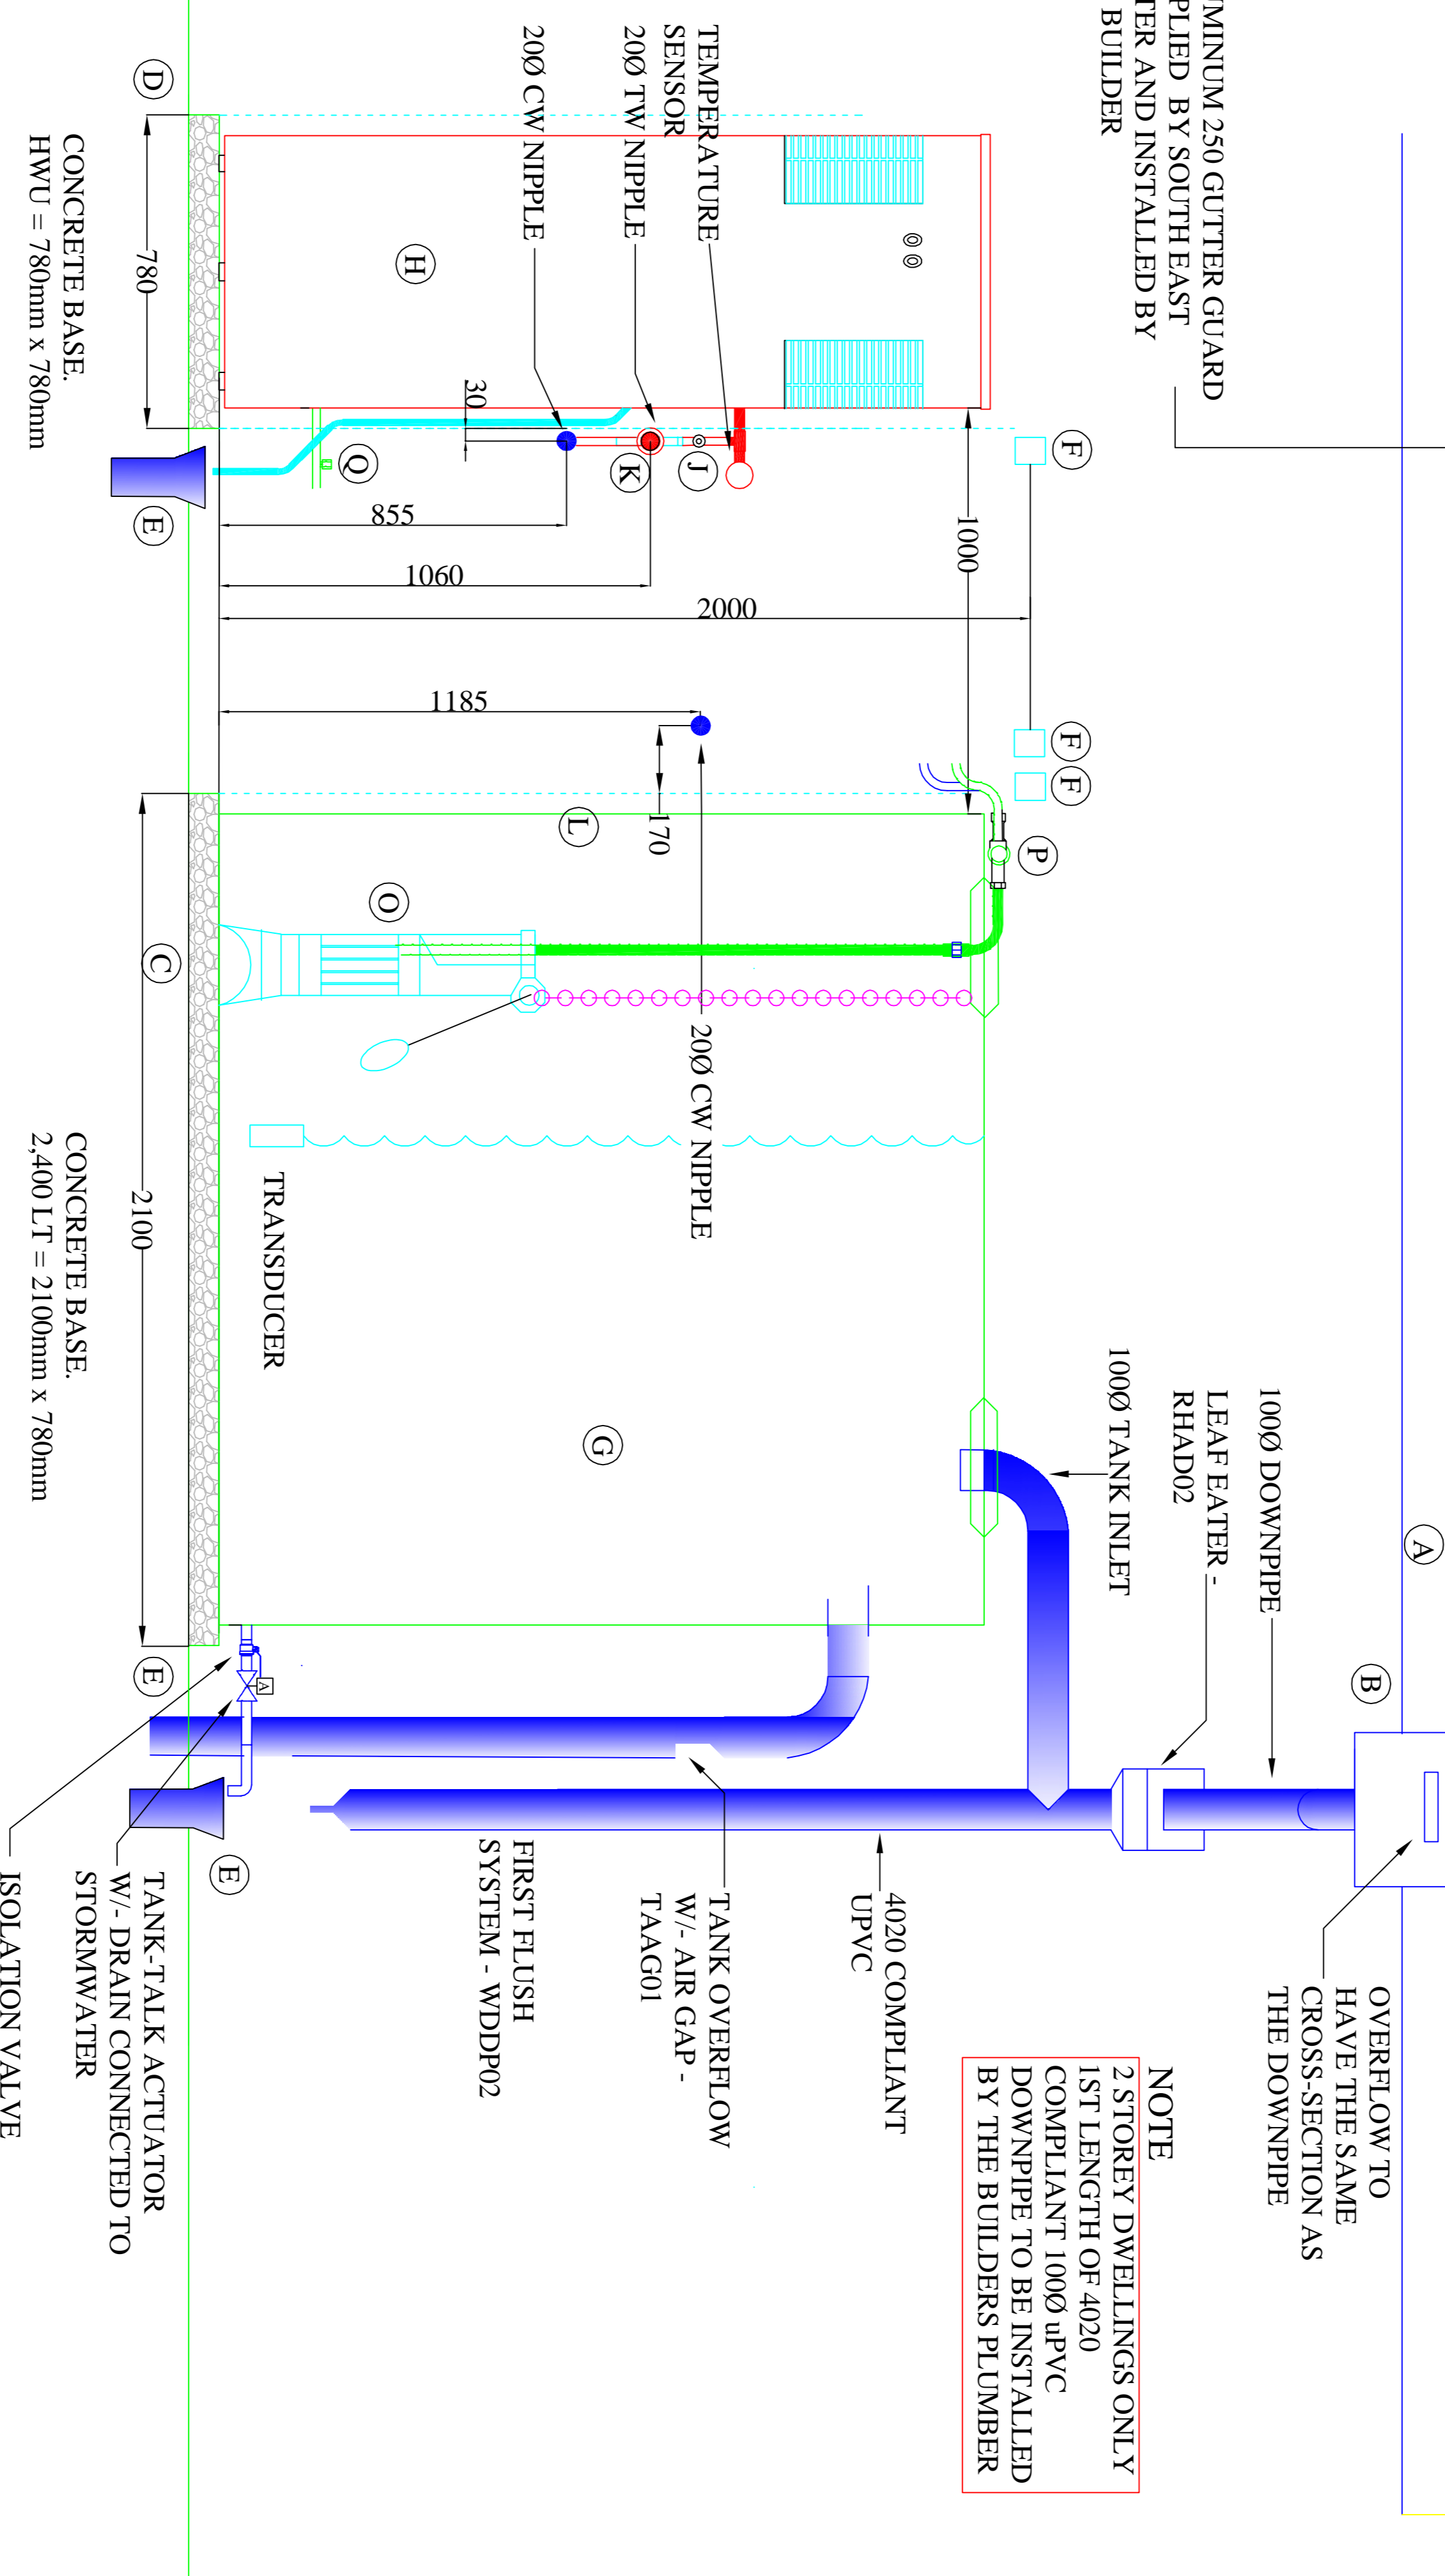 UMINUM 250 GUTTER GUARD
PLIED BY SOUTH EAST
TER AND INSTALLED BY
BUILDER
A
B
OVERFLOW TO
HAVE THE SAME
CROSS-SECTION AS
THE DOWNPIPE
100Ø DOWNPIPE
LEAF EATER -
RHAD02
100Ø TANK INLET
NOTE
2 STOREY DWELLINGS ONLY
1ST LENGTH OF 4020
COMPLIANT 100Ø uPVC
DOWNPIPE TO BE INSTALLED
BY THE BUILDERS PLUMBER
F
F
F
P
1000
2000
TEMPERATURE
SENSOR
20Ø TW NIPPLE
20Ø CW NIPPLE
H
J
K
Q
30
855
1060
1185
170
L
O
20Ø CW NIPPLE
TRANSDUCER
G
4020 COMPLIANT
UPVC
TANK OVERFLOW
W/- AIR GAP -
TAAG01
FIRST FLUSH
SYSTEM - WDDP02
A
E
E
E
TANK-TALK ACTUATOR
W/- DRAIN CONNECTED TO
STORMWATER
ISOLATION VALVE
D
780
CONCRETE BASE.
HWU = 780mm x 780mm
C
2100
CONCRETE BASE.
2,400 LT = 2100mm x 780mm